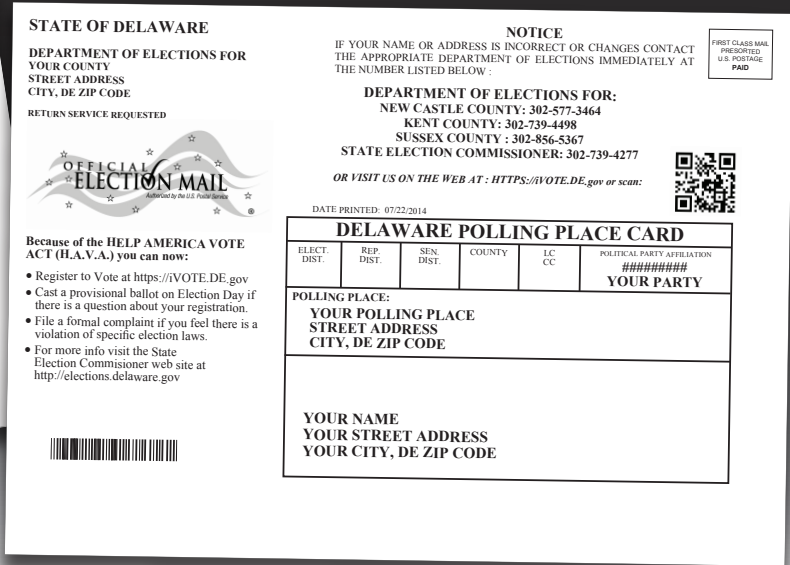 STATE OF DELAWARE
DEPARTMENT OF ELECTIONS FOR
YOUR COUNTY
STREET ADDRESS
CITY, DE ZIP CODE
RETURN SERVICE REQUESTED
OFFICIAL
ELECTION MAIL
Authorized by the U.S. Postal Service
®
Because of the HELP AMERICA VOTE
ACT (H.A.V.A.) you can now:
• Register to Vote at https://iVOTE.DE.gov
• Cast a provisional ballot on Election Day if
there is a question about your registration.
• File a formal complaint if you feel there is a
violation of specific election laws.
• For more info visit the State
Election Commisioner web site at
http://elections.delaware.gov
NOTICE
IF YOUR NAME OR ADDRESS IS INCORRECT OR CHANGES CONTACT
THE APPROPRIATE DEPARTMENT OF ELECTIONS IMMEDIATELY AT
THE NUMBER LISTED BELOW :
DEPARTMENT OF ELECTIONS FOR:
NEW CASTLE COUNTY: 302-577-3464
KENT COUNTY: 302-739-4498
SUSSEX COUNTY : 302-856-5367
STATE ELECTION COMMISSIONER: 302-739-4277
OR VISIT US ON THE WEB AT : HTTPS://iVOTE.DE.gov or scan:
FIRST CLASS MAIL
PRESORTED
U.S. POSTAGE
PAID
DATE PRINTED: 07/22/2014
DELAWARE POLLING PLACE CARD
ELECT. DIST.
REP. DIST.
SEN. DIST.
COUNTY
LC CC
POLITICAL PARTY AFFILIATION
#########
YOUR PARTY
POLLING PLACE:
YOUR POLLING PLACE
STREET ADDRESS
CITY, DE ZIP CODE
YOUR NAME
YOUR STREET ADDRESS
YOUR CITY, DE ZIP CODE